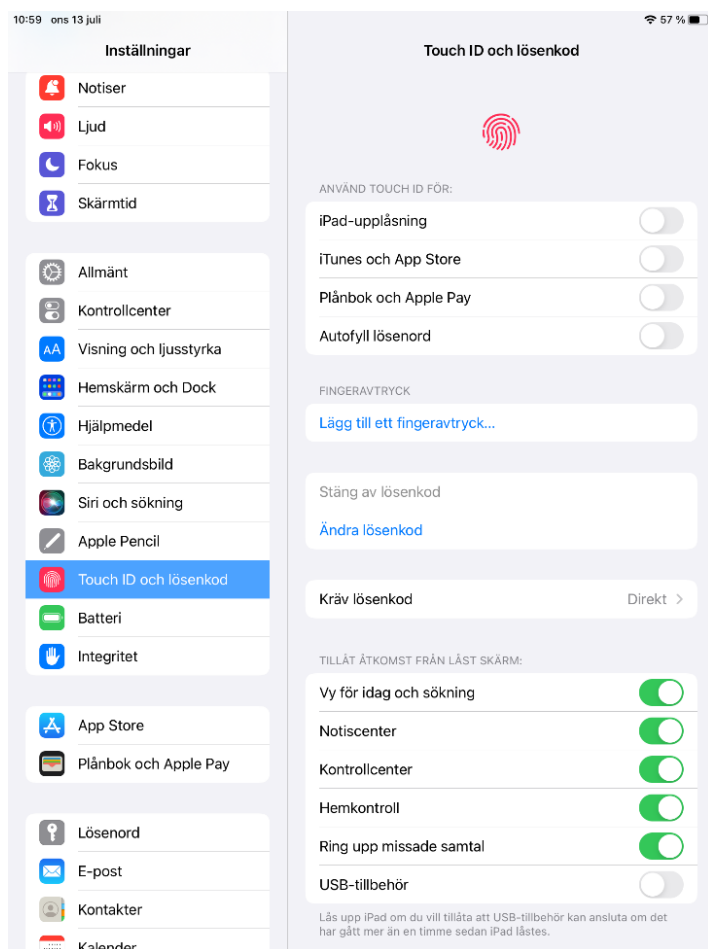 10:59 ons 13 juli
57 %
Inställningar
Notiser
Ljud
Fokus
Skärmtid
Allmänt
Kontrollcenter
AA Visning och ljusstyrka
Hemskärm och Dock
Hjälpmedel
Bakgrundsbild
Siri och sökning
Apple Pencil
Touch ID och lösenkod
Batteri
Integritet
App Store
Plånbok och Apple Pay
Lösenord
E-post
Kontakter
Kalender
Touch ID och lösenkod
ANVÄND TOUCH ID FÖR:
iPad-upplåsning
iTunes och App Store
Plånbok och Apple Pay
Autofyll lösenord
FINGERAVTRYCK
Lägg till ett fingeravtryck...
Stäng av lösenkod
Ändra lösenkod
Kräv lösenkod Direkt >
TILLÅT ÅTKOMST FRÅN LÅST SKÄRM:
Vy för idag och sökning
Notiscenter
Kontrollcenter
Hemkontroll
Ring upp missade samtal
USB-tillbehör
Lås upp iPad om du vill tillåta att USB-tillbehör kan ansluta om det
har gått mer än en timme sedan iPad låstes.